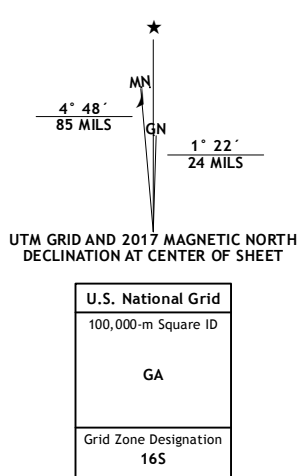 MN
4° 48´
85 MILS
GN
1° 22´
24 MILS
UTM GRID AND 2017 MAGNETIC NORTH
DECLINATION AT CENTER OF SHEET
U.S. National Grid
100,000-m Square ID
GA
Grid Zone Designation
16S